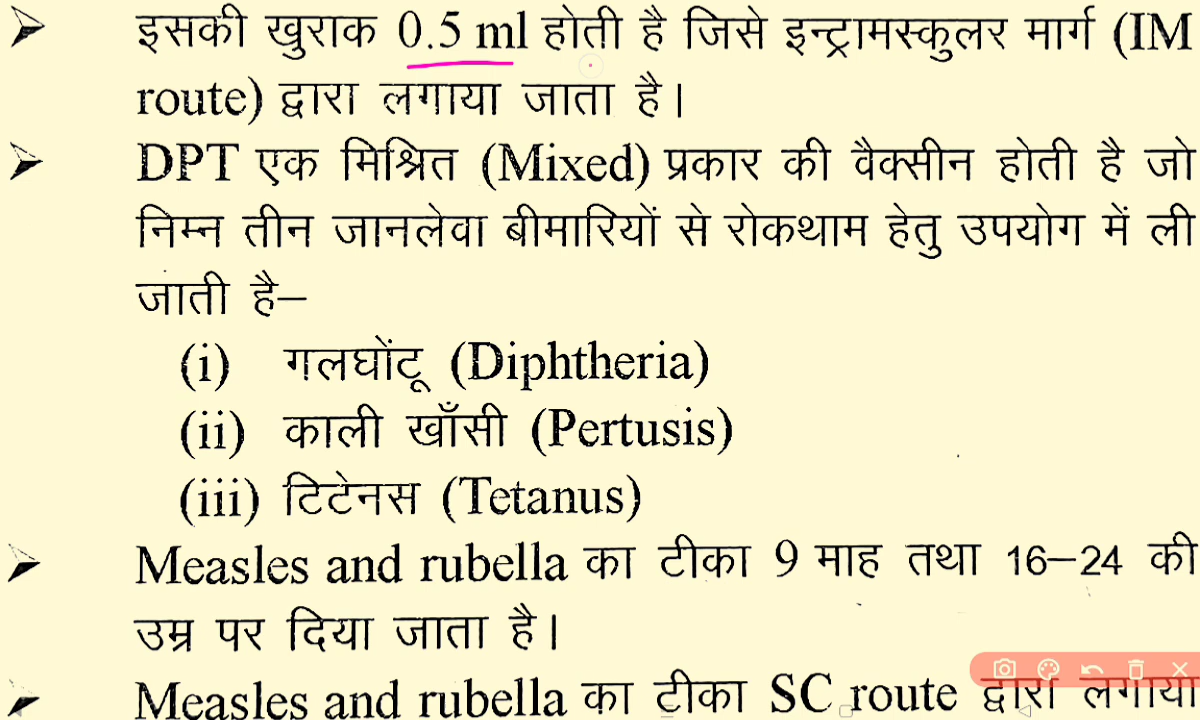 ➤ इसकी खुराक 0.5 ml होती है जिसे इन्ट्रामस्कुलर मार्ग (IM
route) द्वारा लगाया जाता है।
➤ DPT एक मिश्रित (Mixed) प्रकार की वैक्सीन होती है जो
निम्न तीन जानलेवा बीमारियों से रोकथाम हेतु उपयोग में ली
जाती है–
(i) गलघोंटू (Diphtheria)
(ii) काली खाँसी (Pertusis)
(iii) टिटेनस (Tetanus)
➤ Measles and rubella का टीका 9 माह तथा 16–24 की
उम्र पर दिया जाता है।
➤ Measles and rubella का टीका SC route द्वारा लगाया